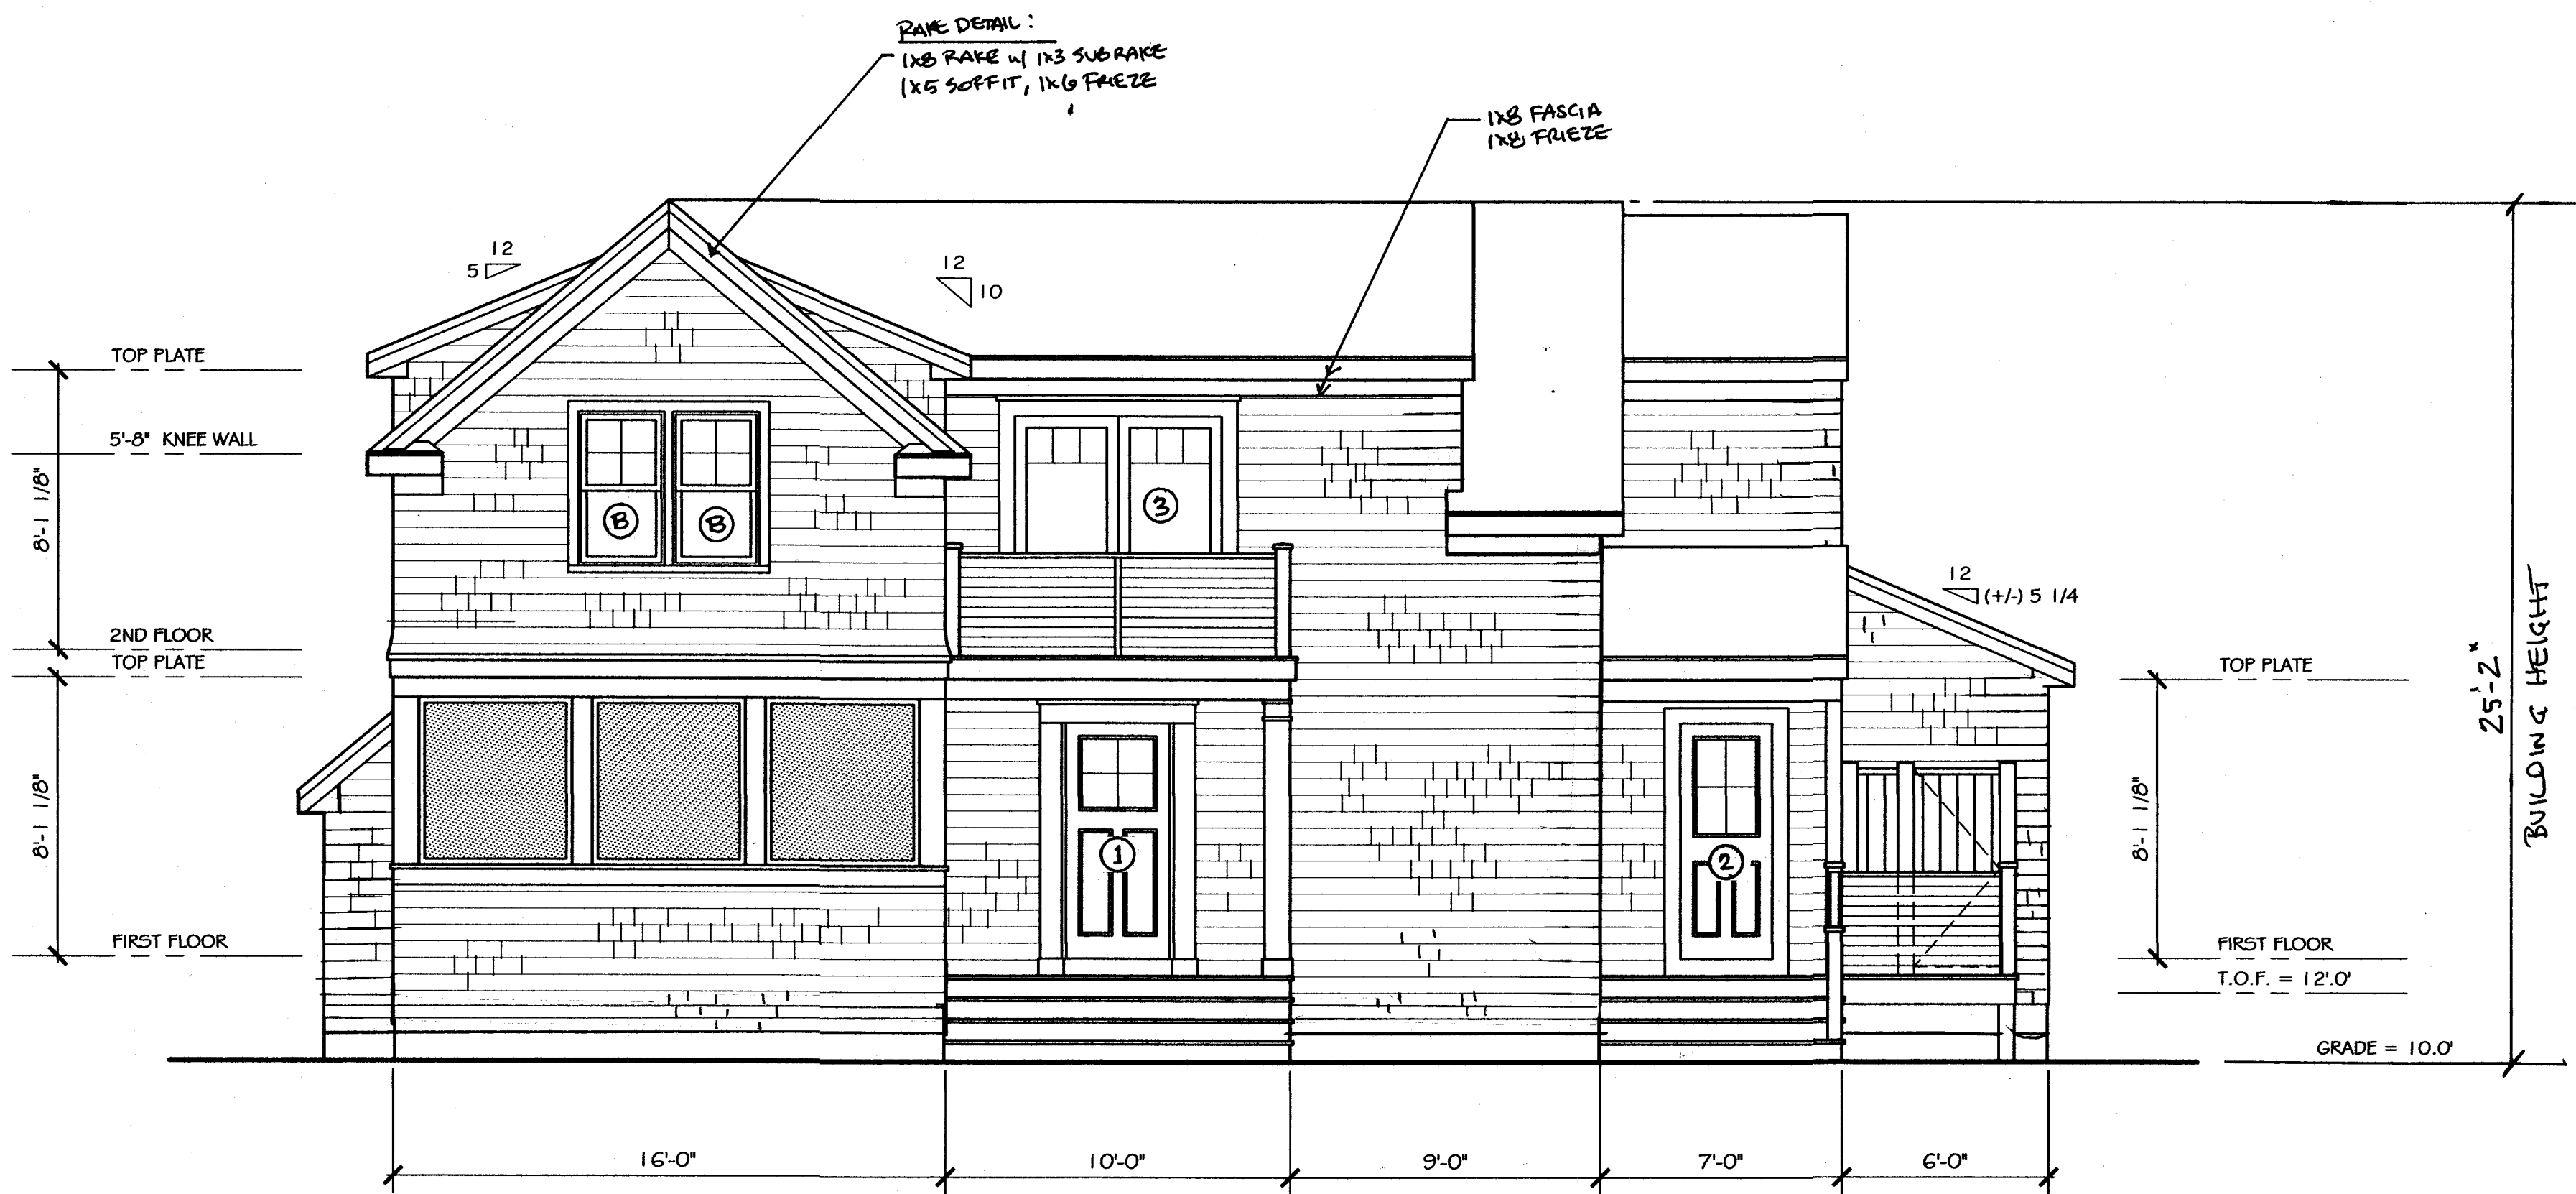 RAKE DETAIL :
1X8 RAKE w/ 1X3 SUBRAKE
1X5 SOFFIT, 1X6 FRIEZE
1X8 FASCIA
1X8 FRIEZE
12
5
12
10
TOP PLATE
5'-8" KNEE WALL
8'-1 1/8"
B
B
3
12
(+/-) 5 1/4
2ND FLOOR
TOP PLATE
TOP PLATE
25'-2"
BUILDING HEIGHT
8'-1 1/8"
8'-1 1/8"
1
2
FIRST FLOOR
FIRST FLOOR
T.O.F. = 12'.0'
GRADE = 10.0'
16'-0"
10'-0"
9'-0"
7'-0"
6'-0"